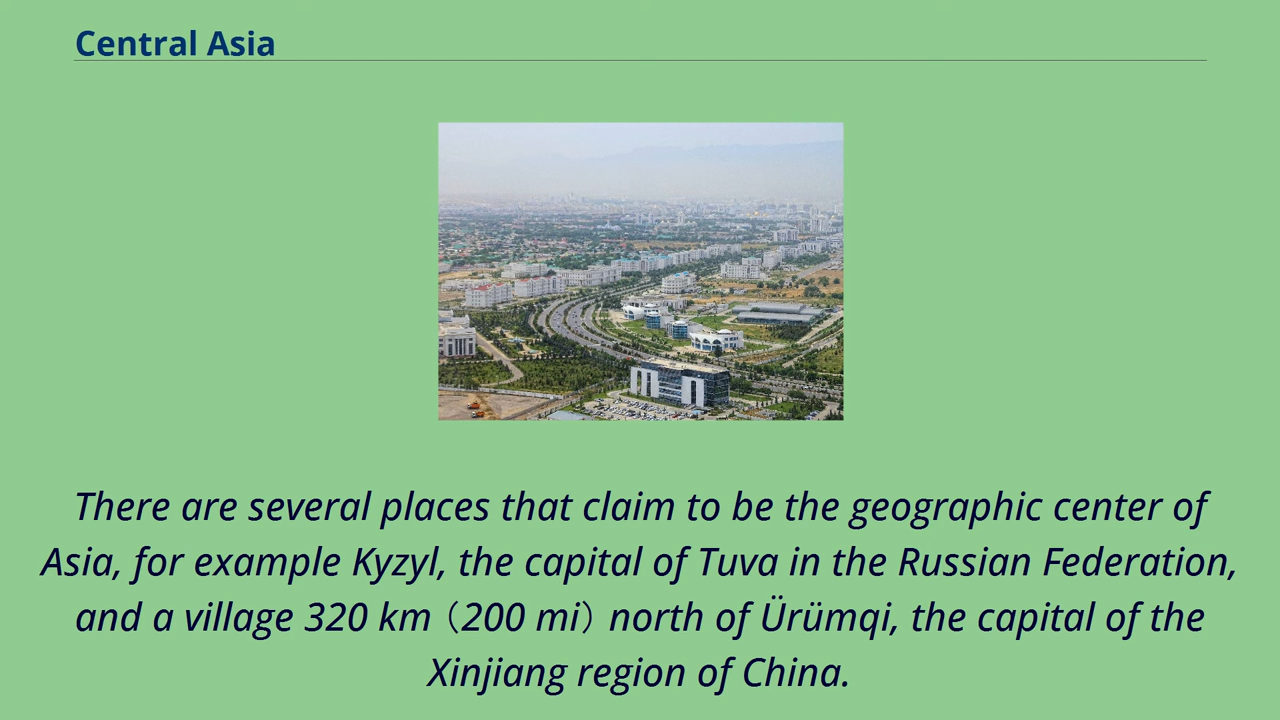 Central Asia
There are several places that claim to be the geographic center of
Asia, for example Kyzyl, the capital of Tuva in the Russian Federation,
and a village 320 km（200 mi）north of Ürümqi, the capital of the
Xinjiang region of China.